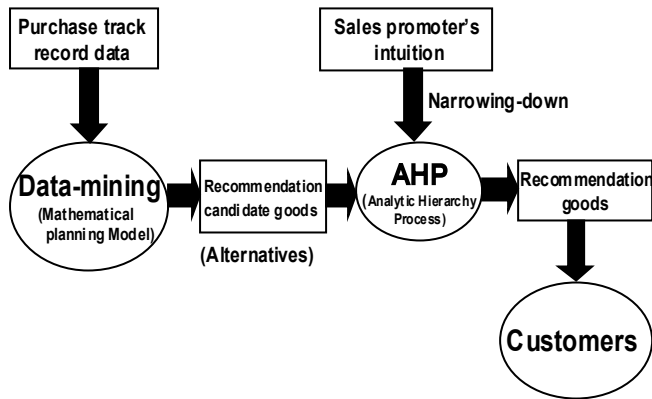 Purchase track
record data
Sales promoter's
intuition
Narrowing-down
Data-mining
(Mathematical
planning Model)
Recommendation
candidate goods
(Alternatives)
AHP
(Analytic Hierarchy
Process)
Recommendation
goods
Customers